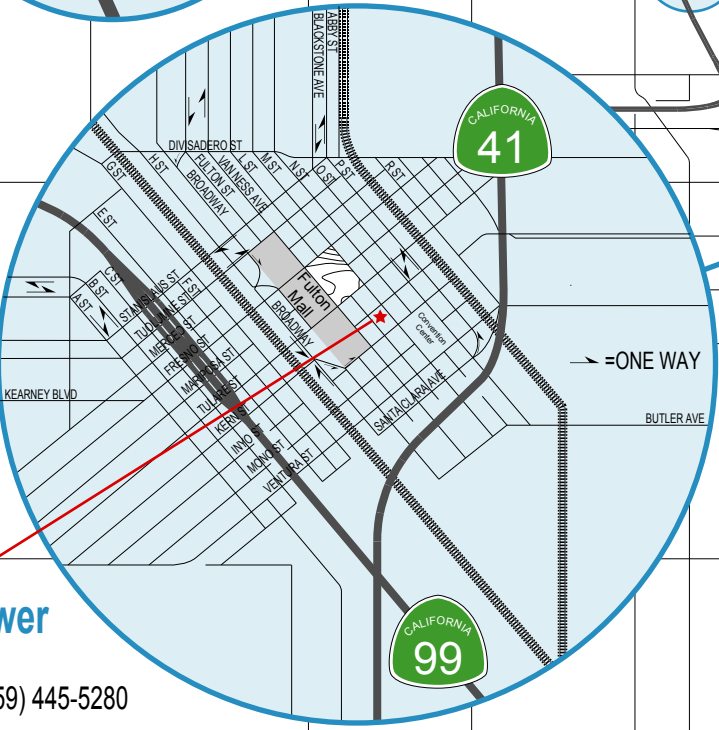 ABBY ST
BLACKSTONE AVE
CALIFORNIA
41
DIVISADERO ST
G ST
H ST
BROADWAY
FULTON ST
VAN NESS AVE
L ST
M ST
N ST
O ST
P ST
R ST
E ST
C ST
B ST
A ST
F ST
STANISLAUS ST
TUOLUMNE ST
MERCED ST
FRESNO ST
MARIPOSA ST
TULARE ST
KERN ST
INYO ST
MONO ST
VENTURA ST
BROADWAY
Fulton
Mall
Convention
Center
SANTA CLARA AVE
=ONE WAY
KEARNEY BLVD
BUTLER AVE
CALIFORNIA
99
wer
59) 445-5280